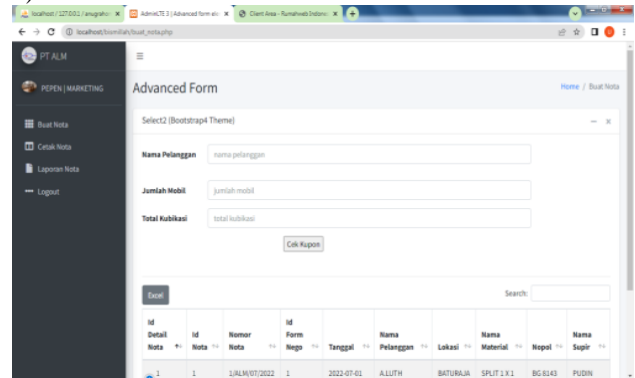 localhost / 127.0.0.1 / anugrahr
AdminLTE 3 | Advanced form ele
Client Area - Rumahweb Indone
localhost/bismillah/buat_nota.php
PT ALM
PEPEN | MARKETING
Buat Nota
Cetak Nota
Laporan Nota
Logout
Advanced Form
Home / Buat Nota
Select2 (Bootstrap4 Theme)
Nama Pelanggan
nama pelanggan
Jumlah Mobil
jumlah mobil
Total Kubikasi
total kubikasi
Cek Kupon
Excel
Search:
Id Detail Nota
Id Nota
Nomor Nota
Id Form Nego
Tanggal
Nama Pelanggan
Lokasi
Nama Material
Nopol
Nama Supir
1 1 1/ALM/07/2022 1 2022-07-01 A.LUTH BATURAJA SPLIT 1 X 1 BG 8143 PUDIN